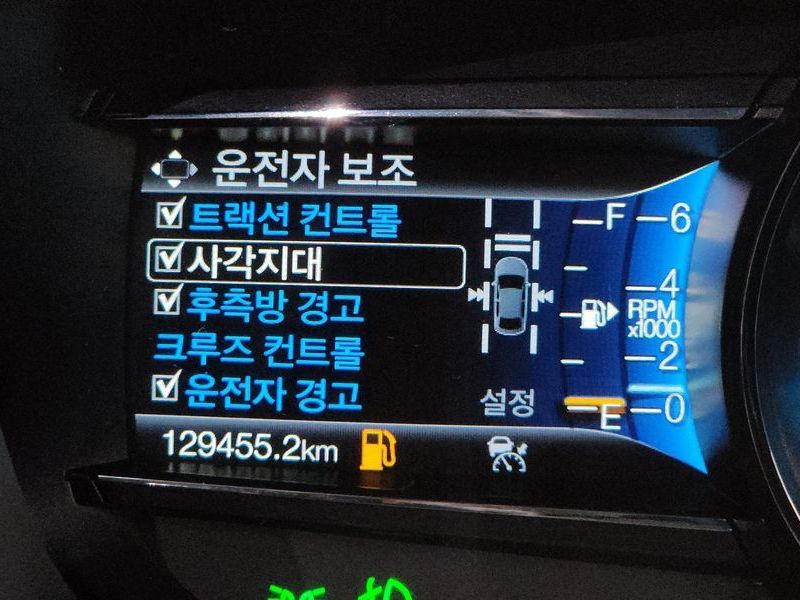 운전자 보조
트랙션 컨트롤
사각지대
후측방 경고
크루즈 컨트롤
운전자 경고
설정
F
E
6
4
RPM
x1000
2
0
129455.2km